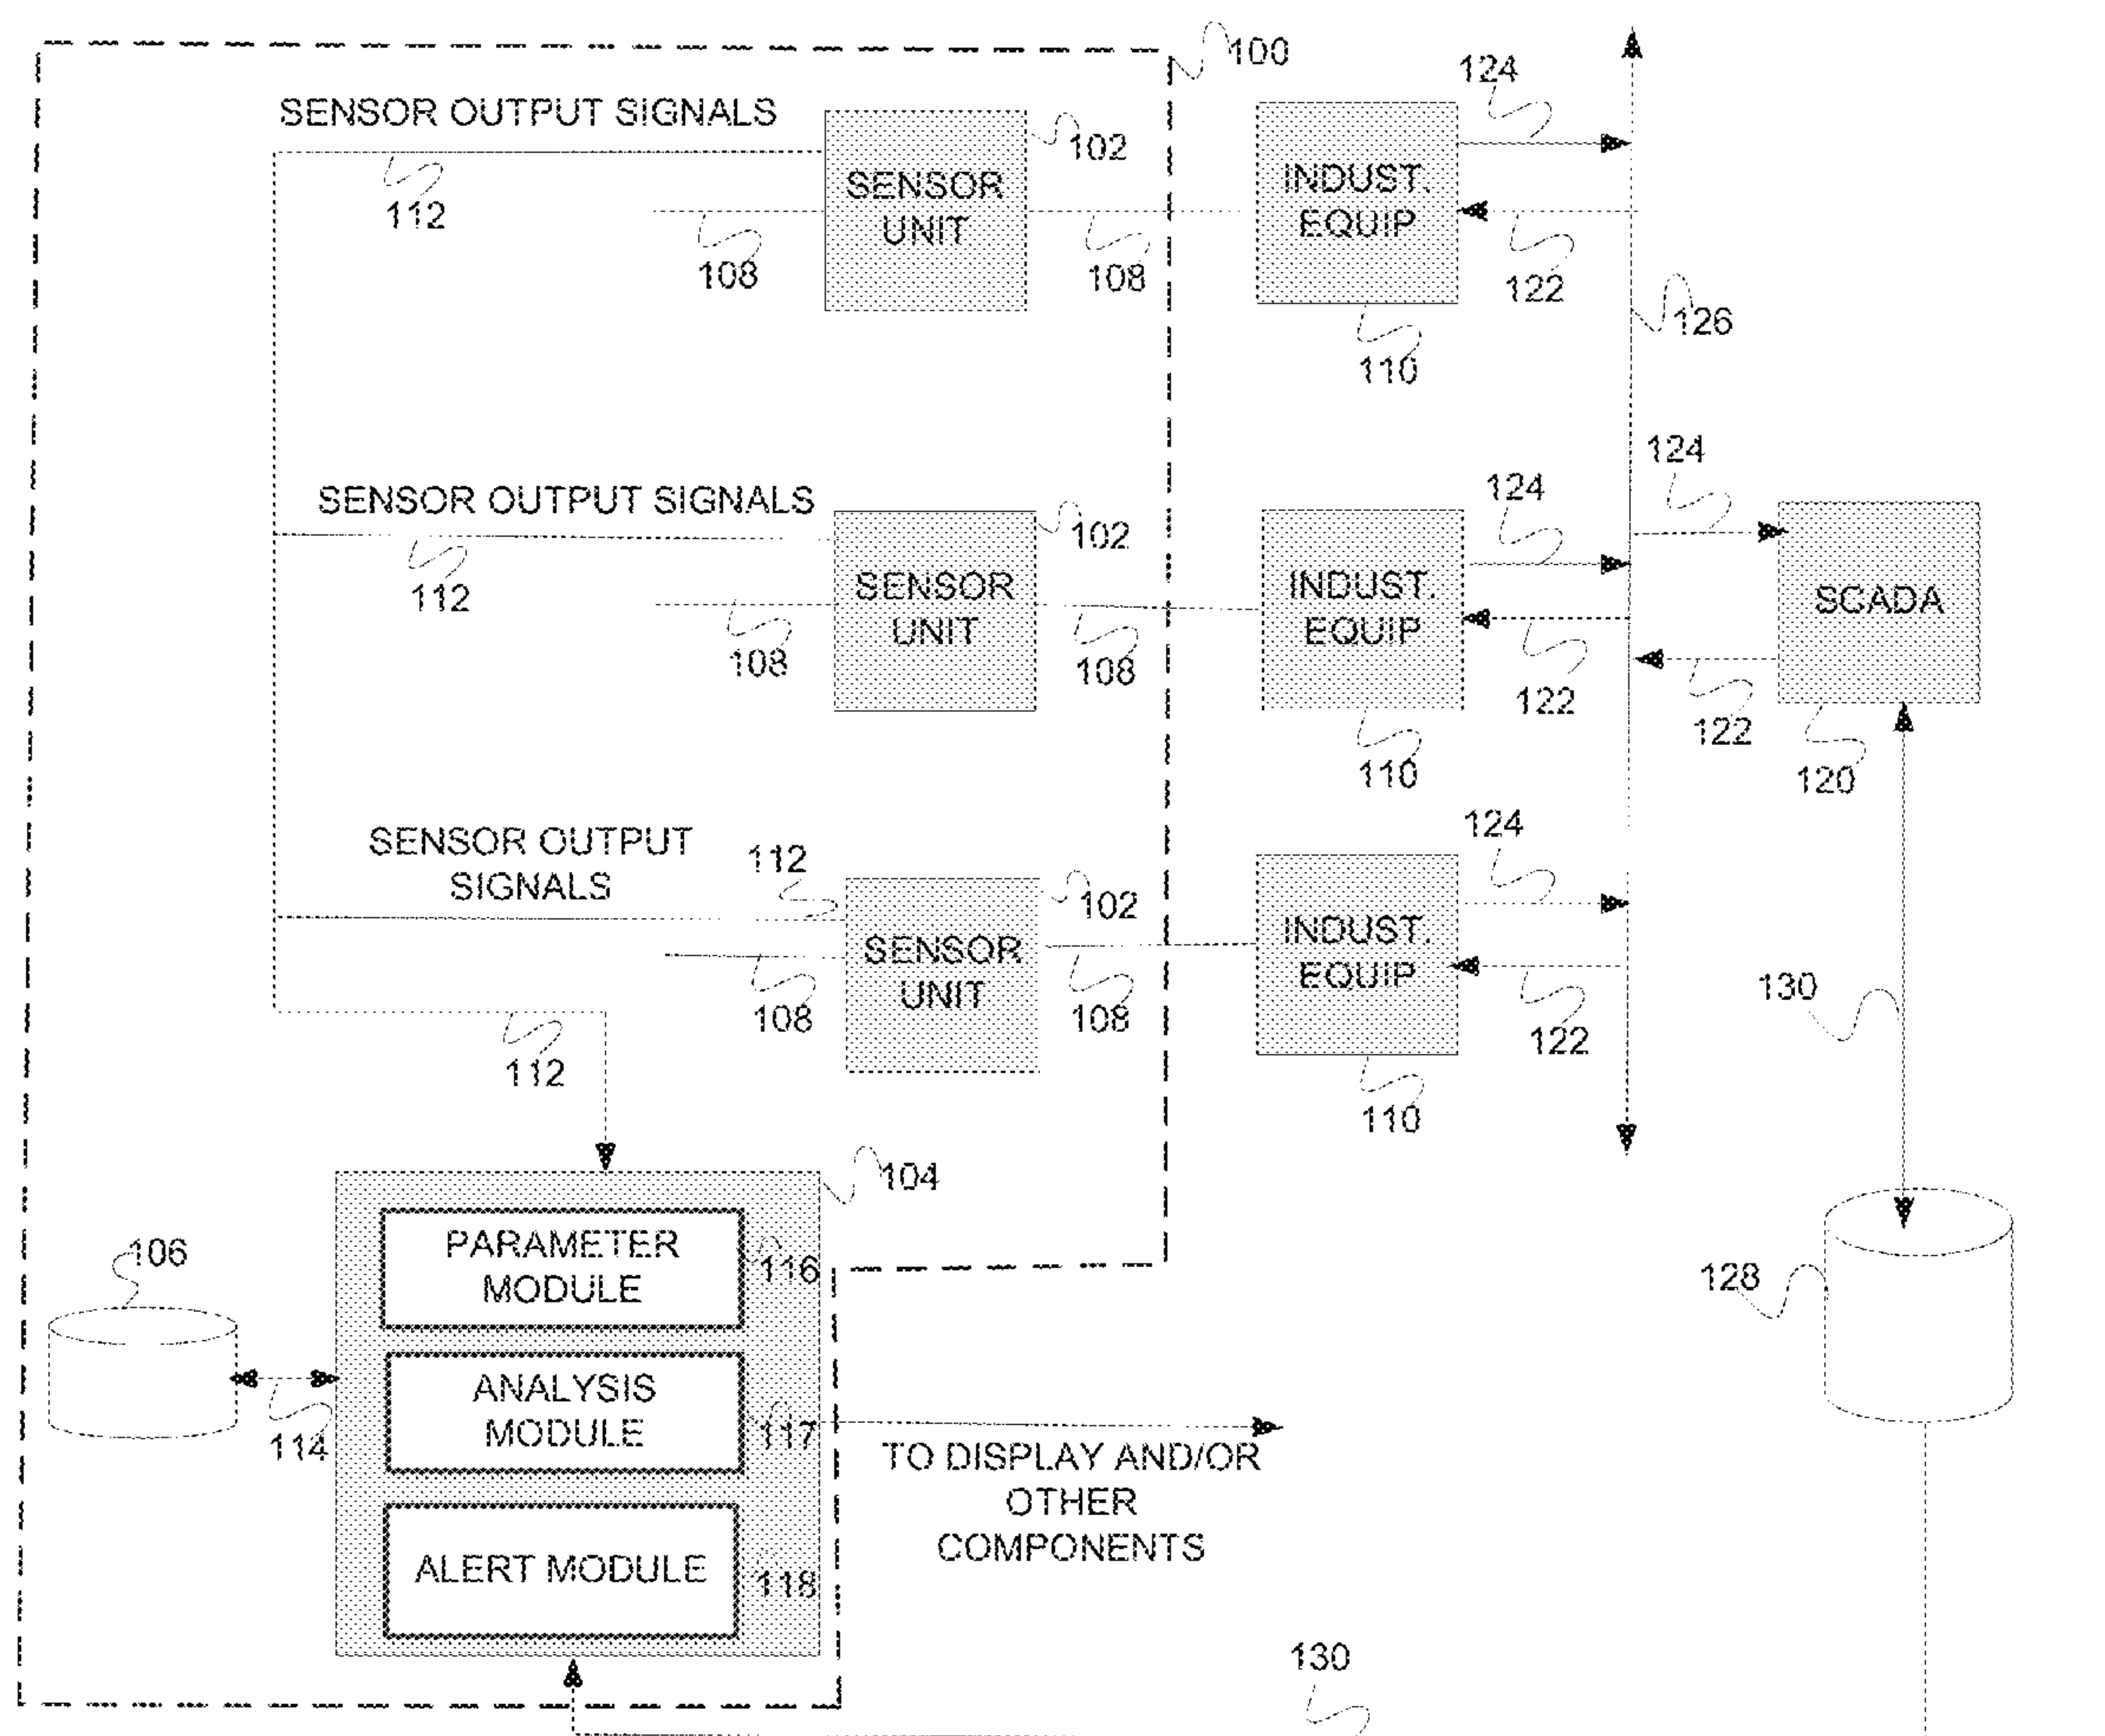 100
124
SENSOR OUTPUT SIGNALS
102
SENSOR
UNIT
INDUST.
EQUIP
112
108
108
122
126
110
124
SENSOR OUTPUT SIGNALS
124
102
SENSOR
UNIT
INDUST.
EQUIP
SCADA
112
108
108
122
122
110
120
124
SENSOR OUTPUT
SIGNALS
112
102
SENSOR
UNIT
INDUST.
EQUIP
130
108
108
122
112
110
104
106
PARAMETER
MODULE
116
128
ANALYSIS
MODULE
117
114
TO DISPLAY AND/OR
OTHER
COMPONENTS
ALERT MODULE
118
130